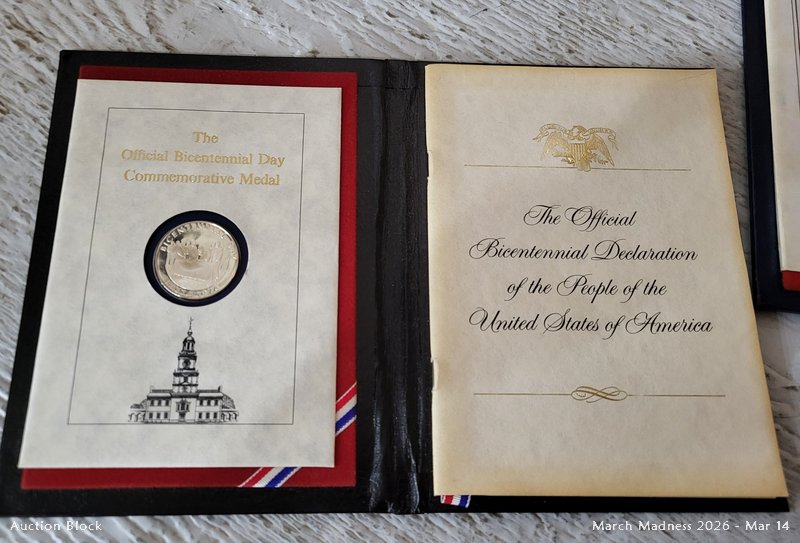 The
Official Bicentennial Day
Commemorative Medal
BICENTENNIAL
The Official
Bicentennial Declaration
of the People of the
United States of America
Auction Block
March Madness 2026 - Mar 14